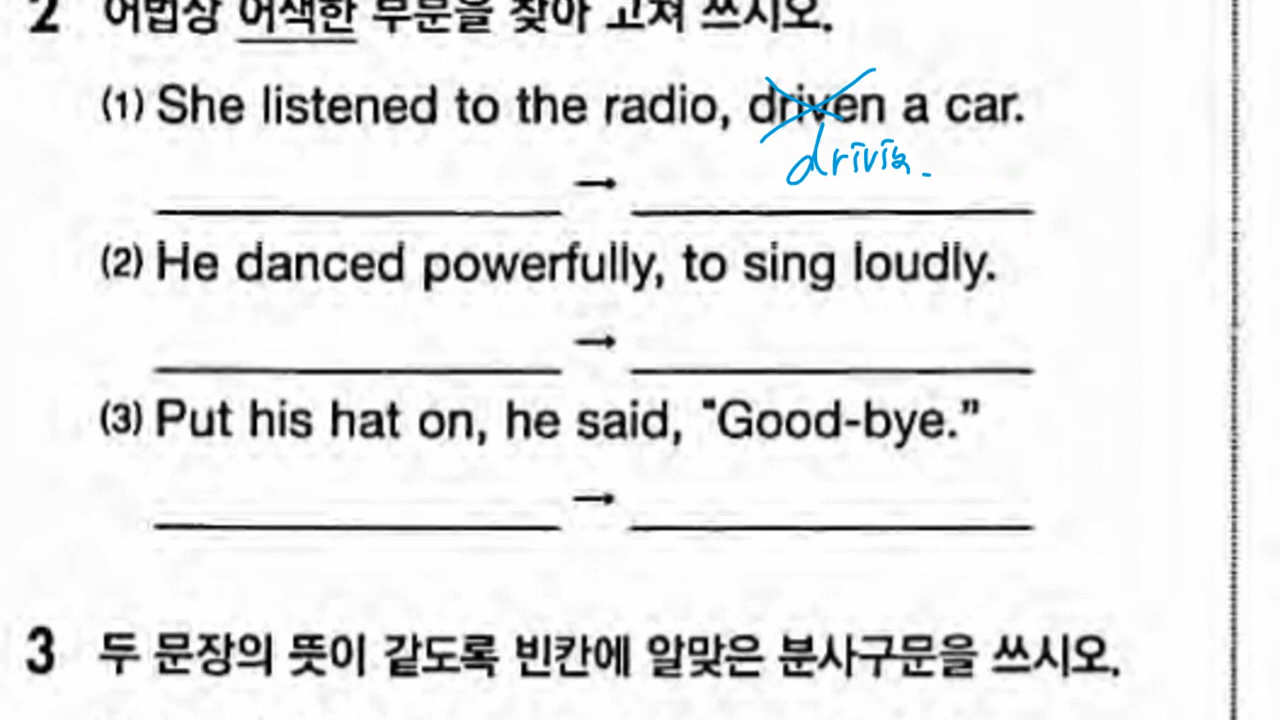 2 어법상 어색한 부분을 찾아 고쳐 쓰시오.
(1) She listened to the radio, driven a car.
→
(2) He danced powerfully, to sing loudly.
→
(3) Put his hat on, he said, "Good-bye."
→
3 두 문장의 뜻이 같도록 빈칸에 알맞은 분사구문을 쓰시오.